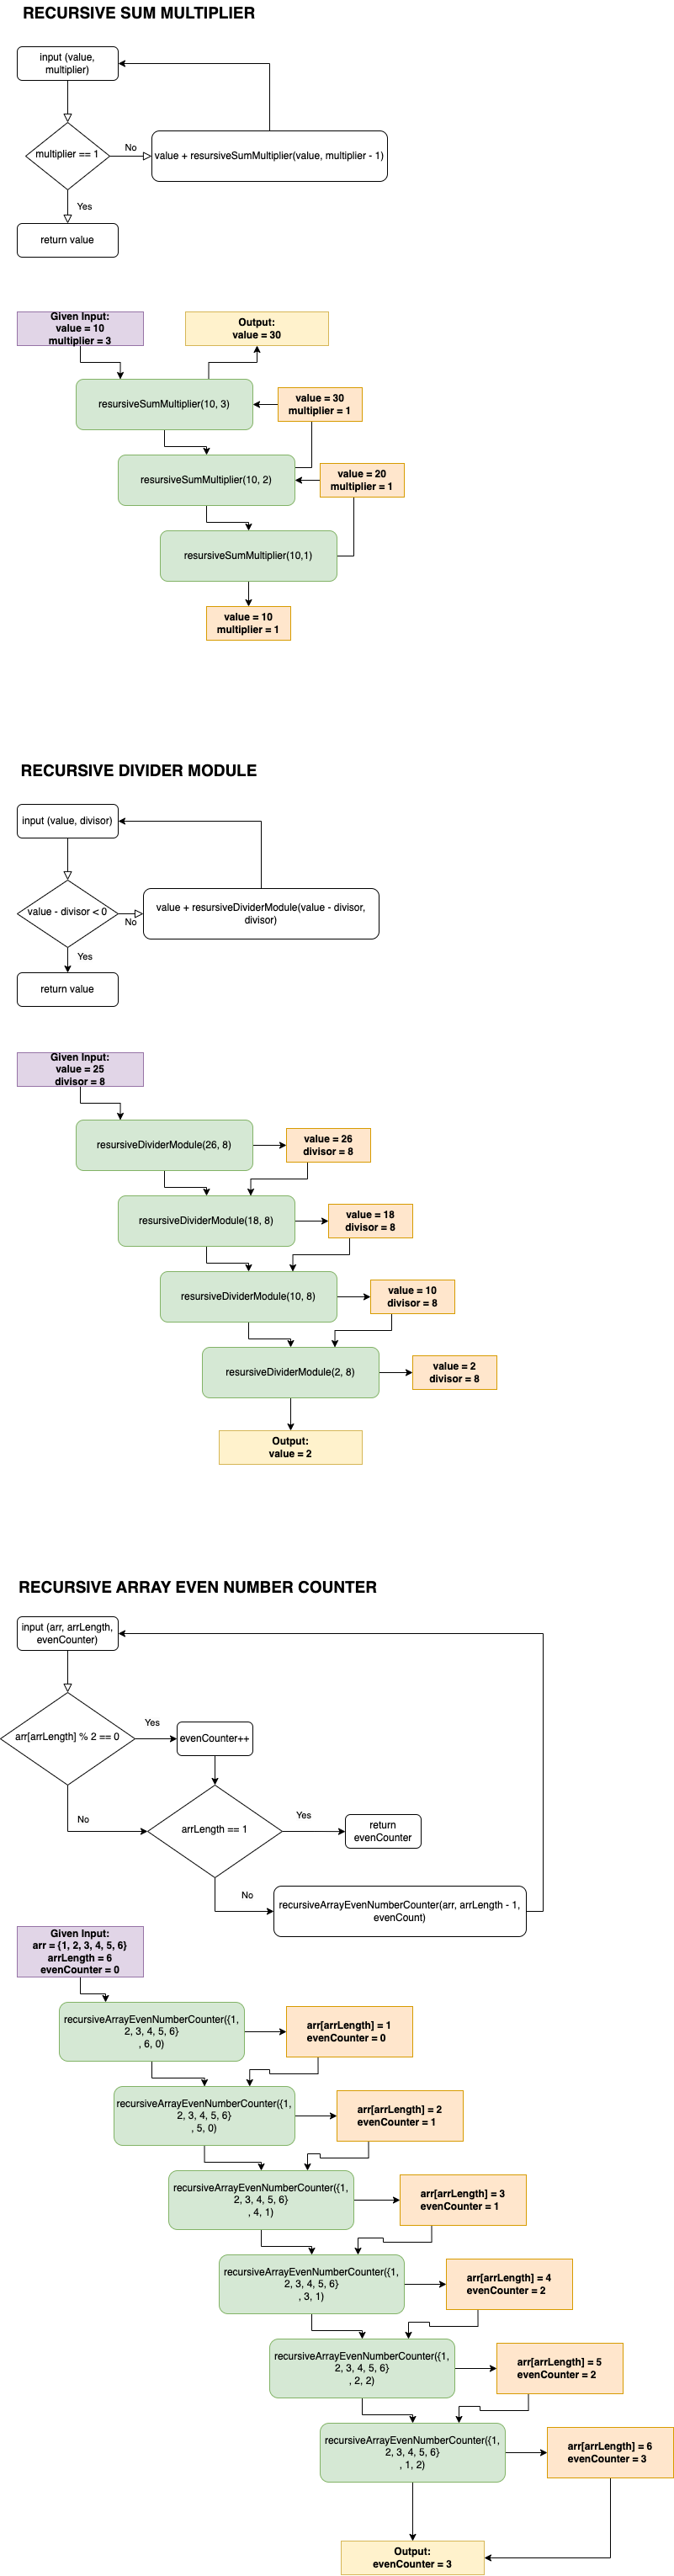 RECURSIVE SUM MULTIPLIER
input (value,
multiplier)
multiplier == 1
No
value + resursiveSumMultiplier(value, multiplier - 1)
Yes
return value
Given Input:
value = 10
multiplier = 3
Output:
value = 30
resursiveSumMultiplier(10, 3)
value = 30
multiplier = 1
resursiveSumMultiplier(10, 2)
value = 20
multiplier = 1
resursiveSumMultiplier(10,1)
value = 10
multiplier = 1
RECURSIVE DIVIDER MODULE
input (value, divisor)
value - divisor < 0
No
value + resursiveDividerModule(value - divisor,
divisor)
Yes
return value
Given Input:
value = 25
divisor = 8
resursiveDividerModule(26, 8)
value = 26
divisor = 8
resursiveDividerModule(18, 8)
value = 18
divisor = 8
resursiveDividerModule(10, 8)
value = 10
divisor = 8
resursiveDividerModule(2, 8)
value = 2
divisor = 8
Output:
value = 2
RECURSIVE ARRAY EVEN NUMBER COUNTER
input (arr, arrLength,
evenCounter)
arr[arrLength] % 2 == 0
Yes
evenCounter++
No
arrLength == 1
Yes
return
evenCounter
No
recursiveArrayEvenNumberCounter(arr, arrLength - 1,
evenCount)
Given Input:
arr = {1, 2, 3, 4, 5, 6}
arrLength = 6
evenCounter = 0
recursiveArrayEvenNumberCounter({1,
2, 3, 4, 5, 6}
, 6, 0)
arr[arrLength] = 1
evenCounter = 0
recursiveArrayEvenNumberCounter({1,
2, 3, 4, 5, 6}
, 5, 0)
arr[arrLength] = 2
evenCounter = 1
recursiveArrayEvenNumberCounter({1,
2, 3, 4, 5, 6}
, 4, 1)
arr[arrLength] = 3
evenCounter = 1
recursiveArrayEvenNumberCounter({1,
2, 3, 4, 5, 6}
, 3, 1)
arr[arrLength] = 4
evenCounter = 2
recursiveArrayEvenNumberCounter({1,
2, 3, 4, 5, 6}
, 2, 2)
arr[arrLength] = 5
evenCounter = 2
recursiveArrayEvenNumberCounter({1,
2, 3, 4, 5, 6}
, 1, 2)
arr[arrLength] = 6
evenCounter = 3
Output:
evenCounter = 3